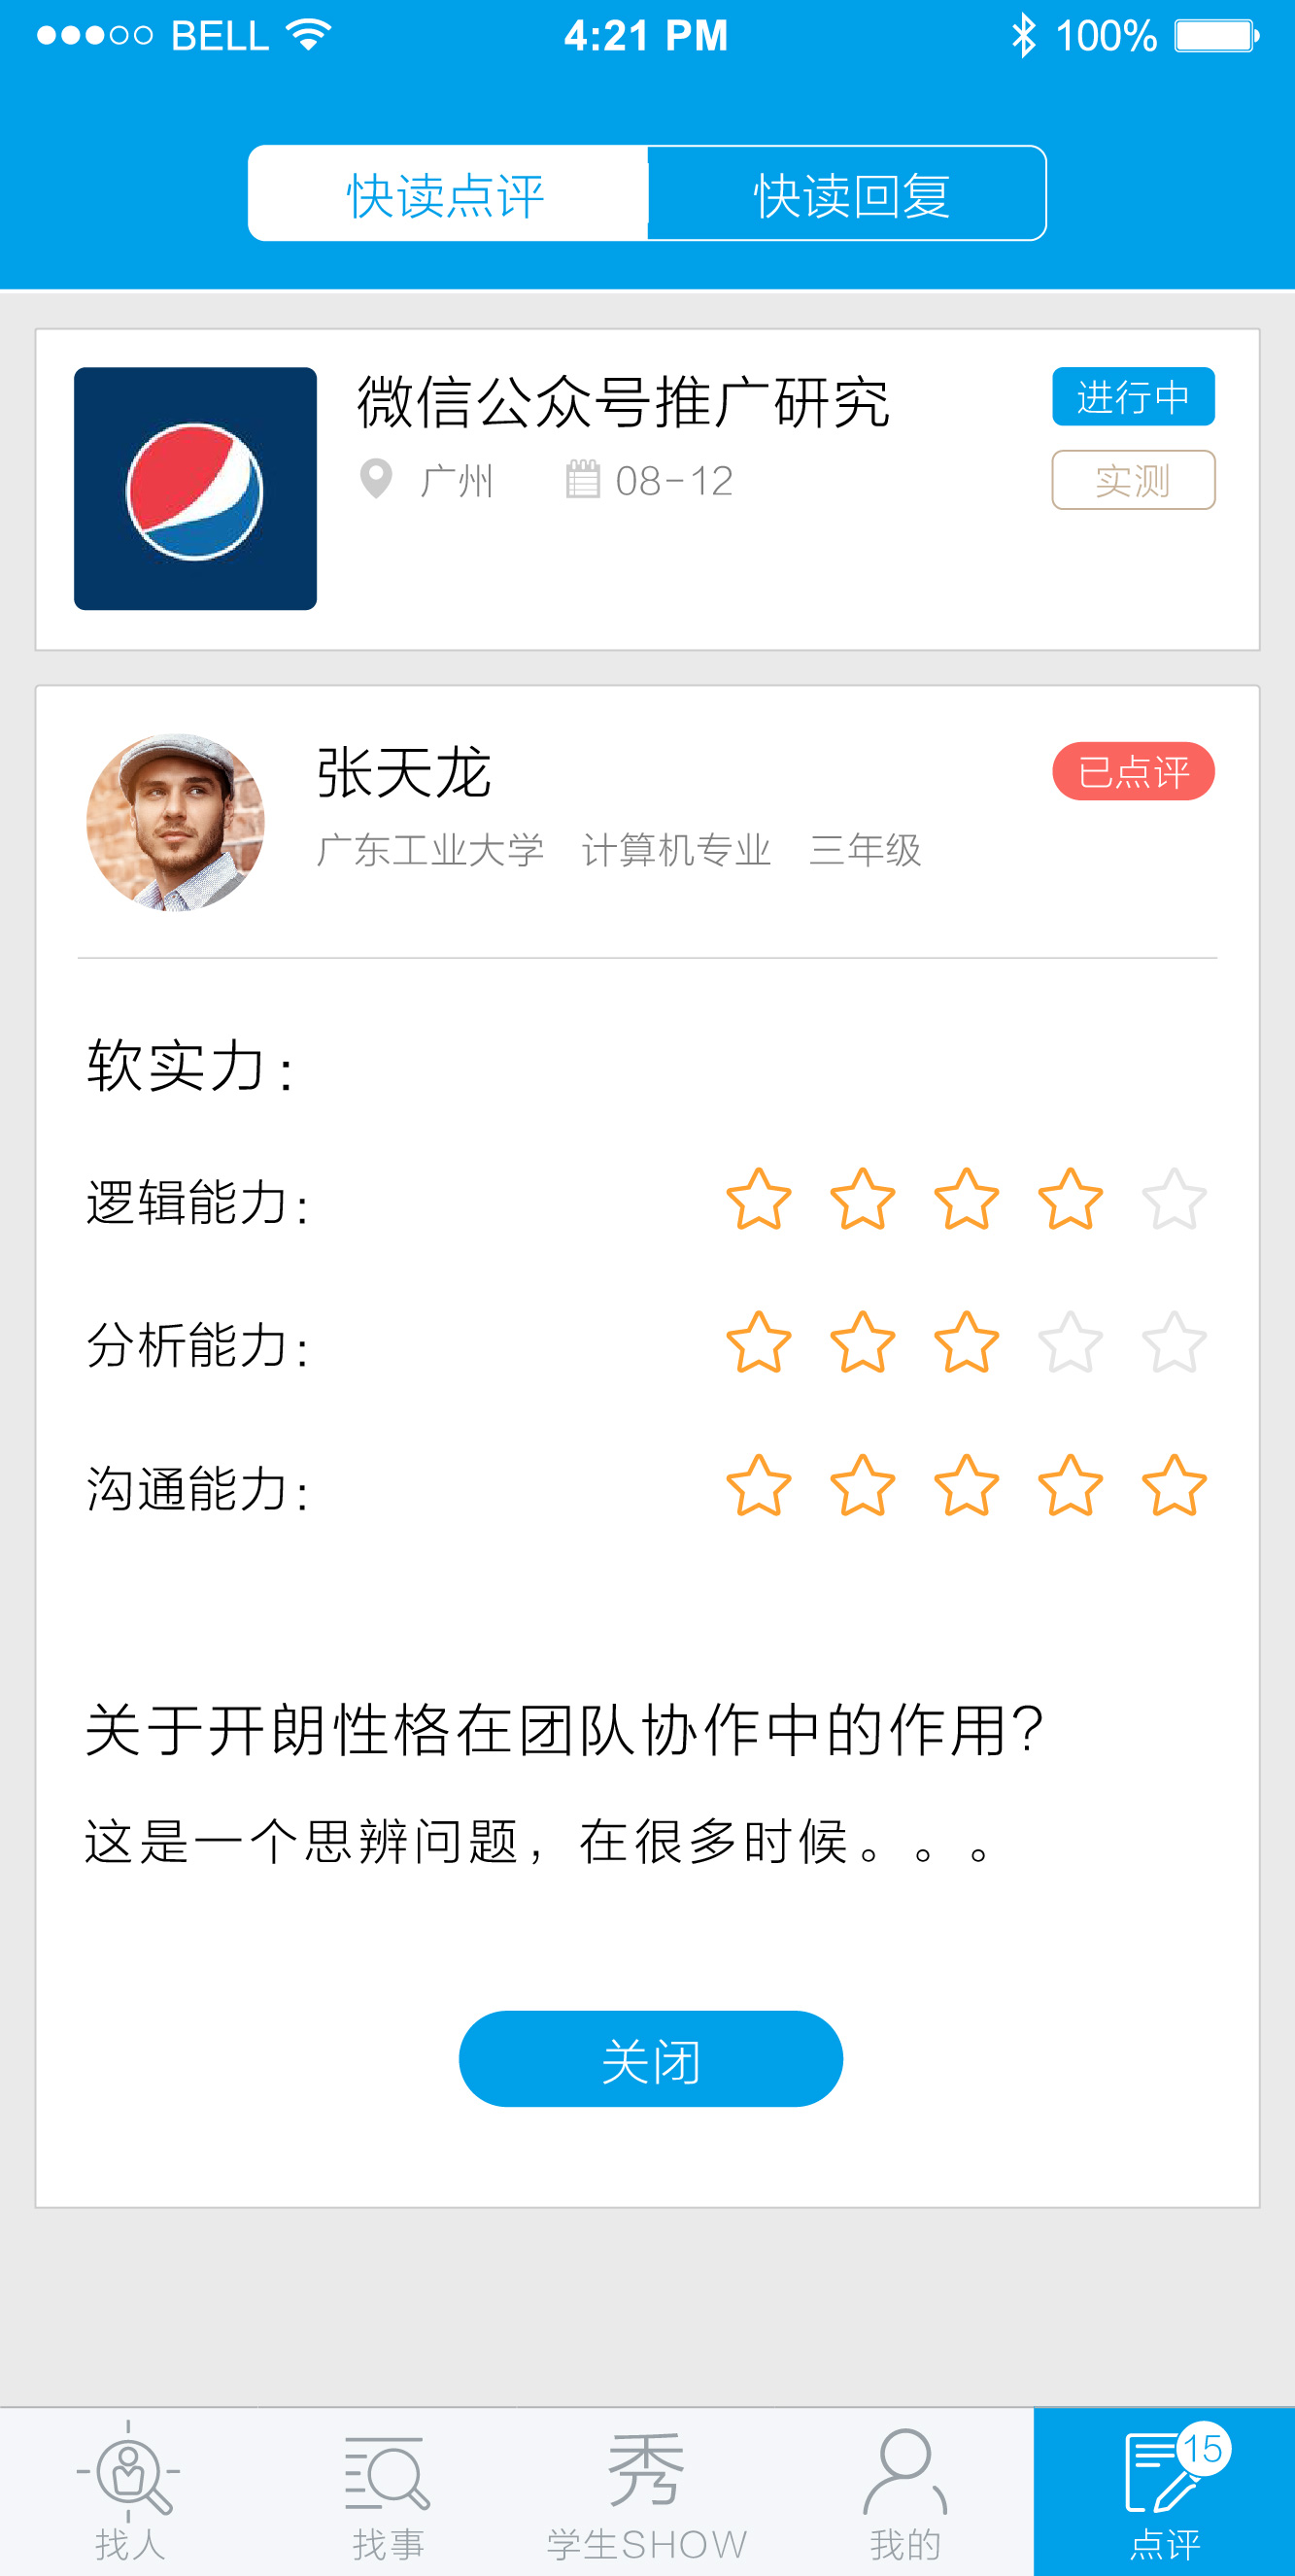 BELL 4:21 PM 100%
快读点评 快读回复
微信公众号推广研究 进行中
广州 08-12 实测
张天龙 已点评
广东工业大学 计算机专业 三年级
软实力：
逻辑能力：
分析能力：
沟通能力：
关于开朗性格在团队协作中的作用？
这是一个思辨问题，在很多时候。。。
关闭
秀 15
找人 找事 学生SHOW 我的 点评